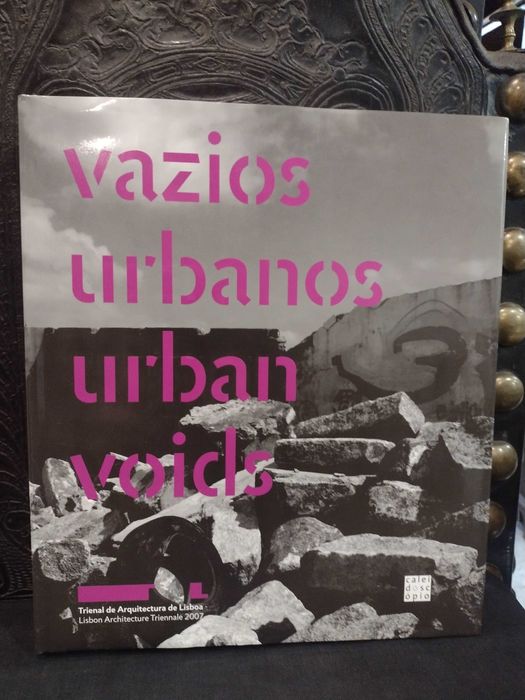 vazios
urbanos
urban
voids
Trienal de Arquitectura de Lisboa
Lisbon Architecture Triennale 2007
calei
dosc
ópio